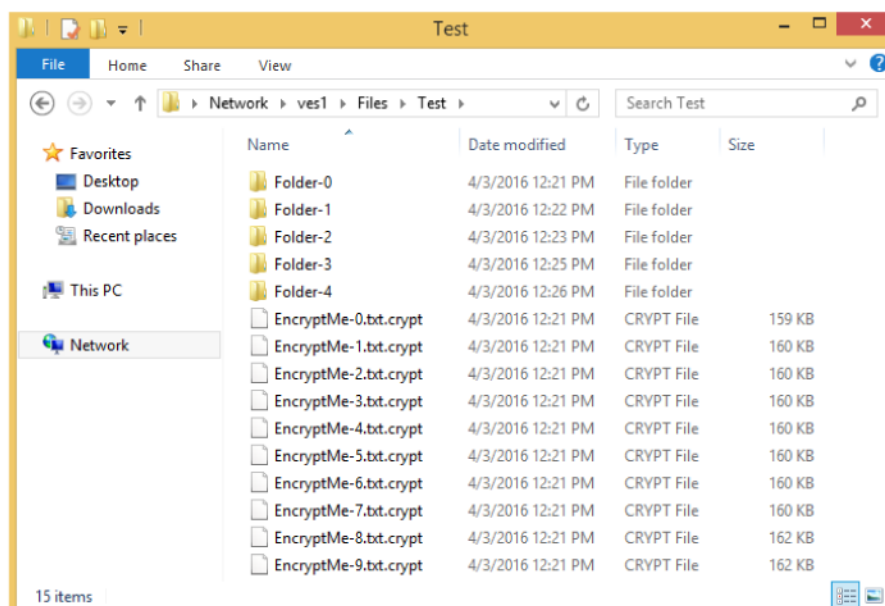 Test
File Home Share View
Network Files Test ves1
Search Test
Favorites
Desktop
Downloads
Recent places
This PC
Network
Name Date modified Type Size
Folder-0 4/3/2016 12:21 PM File folder
Folder-1 4/3/2016 12:22 PM File folder
Folder-2 4/3/2016 12:23 PM File folder
Folder-3 4/3/2016 12:25 PM File folder
Folder-4 4/3/2016 12:26 PM File folder
EncryptMe-0.txt.crypt 4/3/2016 12:21 PM CRYPT File 159 KB
EncryptMe-1.txt.crypt 4/3/2016 12:21 PM CRYPT File 160 KB
EncryptMe-2.txt.crypt 4/3/2016 12:21 PM CRYPT File 160 KB
EncryptMe-3.txt.crypt 4/3/2016 12:21 PM CRYPT File 160 KB
EncryptMe-4.txt.crypt 4/3/2016 12:21 PM CRYPT File 160 KB
EncryptMe-5.txt.crypt 4/3/2016 12:21 PM CRYPT File 160 KB
EncryptMe-6.txt.crypt 4/3/2016 12:21 PM CRYPT File 160 KB
EncryptMe-7.txt.crypt 4/3/2016 12:21 PM CRYPT File 160 KB
EncryptMe-8.txt.crypt 4/3/2016 12:21 PM CRYPT File 162 KB
EncryptMe-9.txt.crypt 4/3/2016 12:21 PM CRYPT File 162 KB
15 items